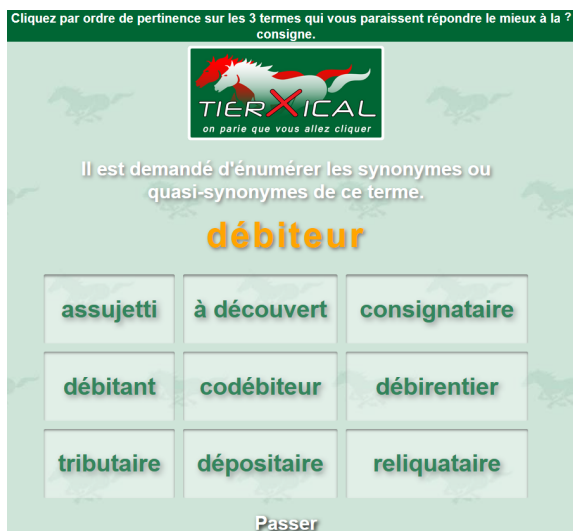 Cliquez par ordre de pertinence sur les 3 termes qui vous paraissent répondre le mieux à la ?
consigne.
TIERXICAL
on parie que vous allez cliquer
Il est demandé d'énumérer les synonymes ou
quasi-synonymes de ce terme.
débiteur
assujetti à découvert consignataire
débitant codébiteur débirentier
tributaire dépositaire reliquataire
Passer